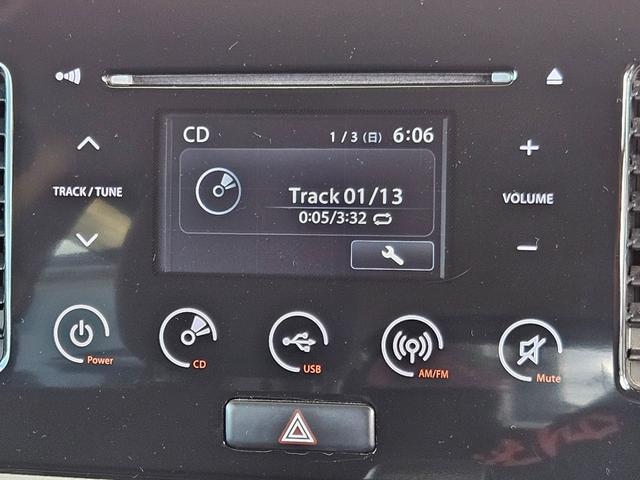 CD
1/3(日) 6:06
TRACK / TUNE
Track 01/13
VOLUME
0:05/3:32
Power
CD
USB
AM/FM
Mute